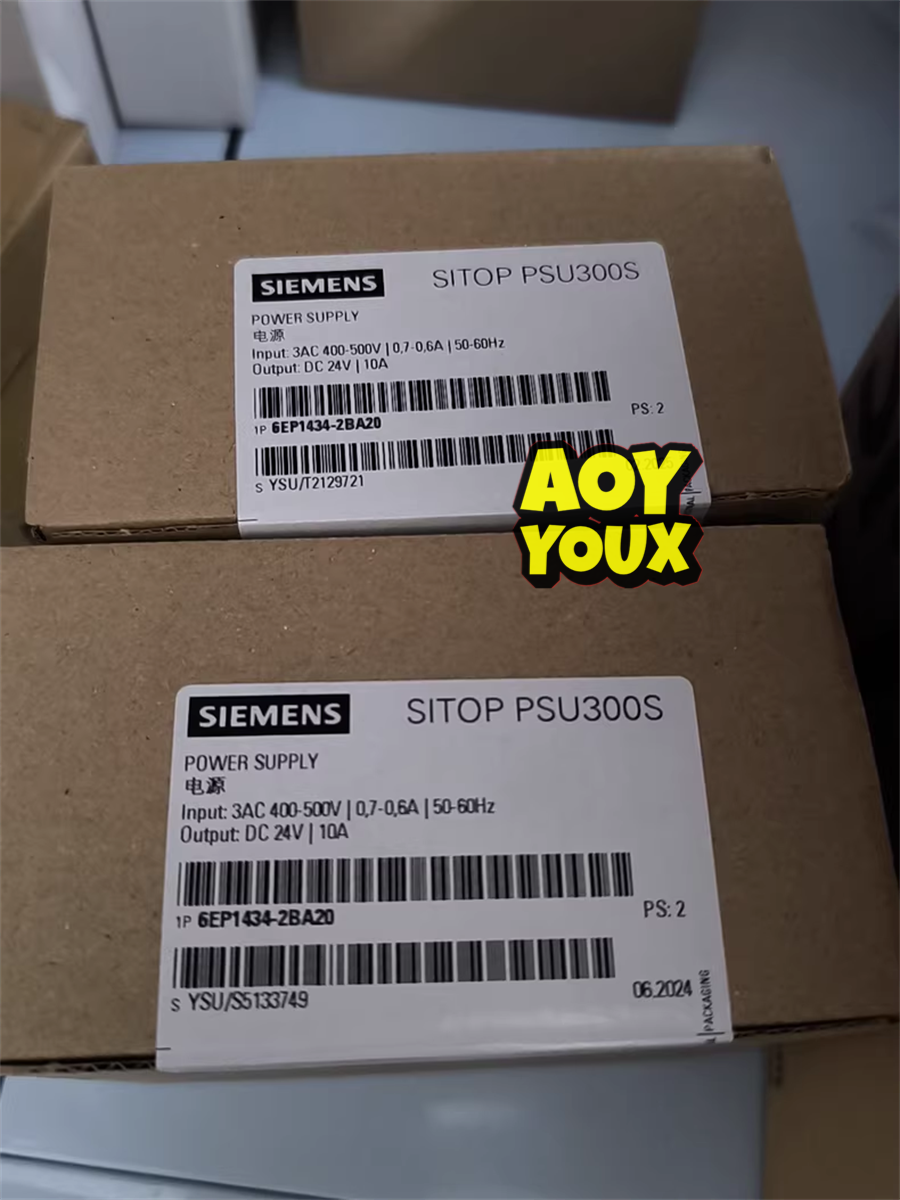 SIEMENS SITOP PSU300S
POWER SUPPLY
电源
Input: 3AC 400-500V | 0,7-0,6A | 50-60Hz
Output: DC 24V | 10A
PS: 2
1P 6EP1434-2BA20
S YSU/T2129721
AOY
YOUX
SIEMENS SITOP PSU300S
POWER SUPPLY
电源
Input: 3AC 400-500V | 0,7-0,6A | 50-60Hz
Output: DC 24V | 10A
1P 6EP1434-2BA20
PS: 2
S YSU/S5133749
06.2024
PACKAGING